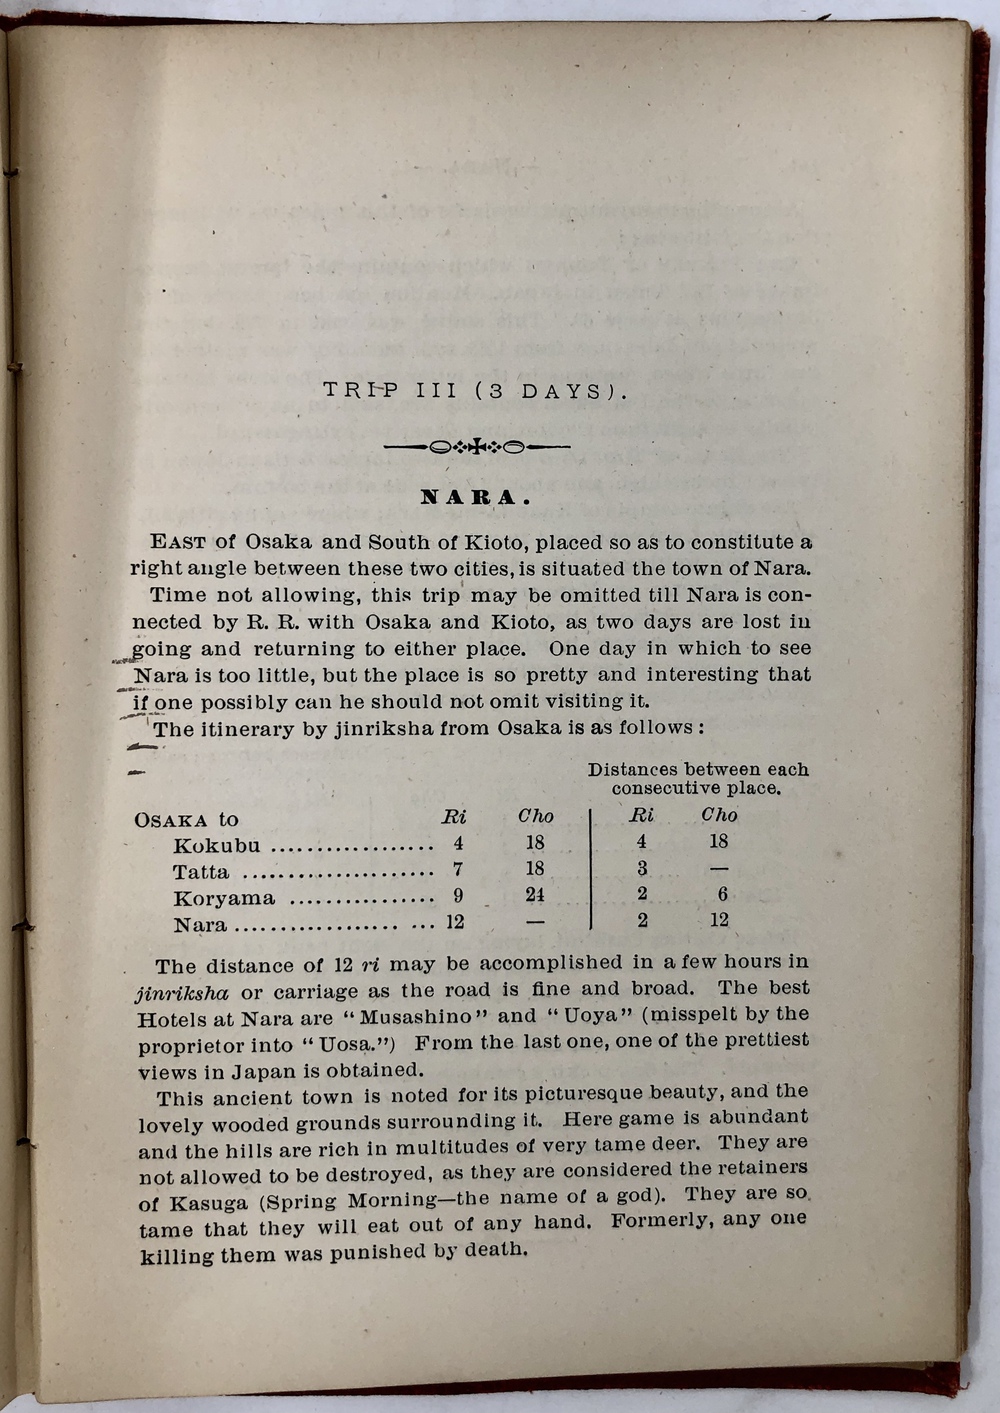 TRIP III (3 DAYS).
NARA.
EAST of Osaka and South of Kioto, placed so as to constitute a
right angle between these two cities, is situated the town of Nara.
Time not allowing, this trip may be omitted till Nara is con-
nected by R. R. with Osaka and Kioto, as two days are lost in
going and returning to either place. One day in which to see
Nara is too little, but the place is so pretty and interesting that
if one possibly can he should not omit visiting it.
The itinerary by jinriksha from Osaka is as follows :
Distances between each
consecutive place.
OSAKA to Ri Cho Ri Cho
Kokubu ................... 4 18 4 18
Tatta ...................... 7 18 3 —
Koryama ................. 9 24 2 6
Nara ................... ... 12 — 2 12
The distance of 12 ri may be accomplished in a few hours in
jinriksha or carriage as the road is fine and broad. The best
Hotels at Nara are “Musashino” and “Uoya” (misspelt by the
proprietor into “Uosa.”) From the last one, one of the prettiest
views in Japan is obtained.
This ancient town is noted for its picturesque beauty, and the
lovely wooded grounds surrounding it. Here game is abundant
and the hills are rich in multitudes of very tame deer. They are
not allowed to be destroyed, as they are considered the retainers
of Kasuga (Spring Morning—the name of a god). They are so
tame that they will eat out of any hand. Formerly, any one
killing them was punished by death.